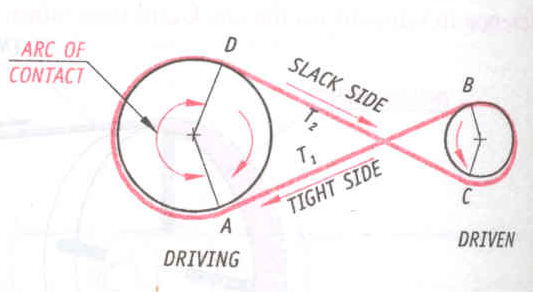 ARC OF
CONTACT
D
SLACK SIDE
T₂
B
T₁
TIGHT SIDE
A
C
DRIVING
DRIVEN